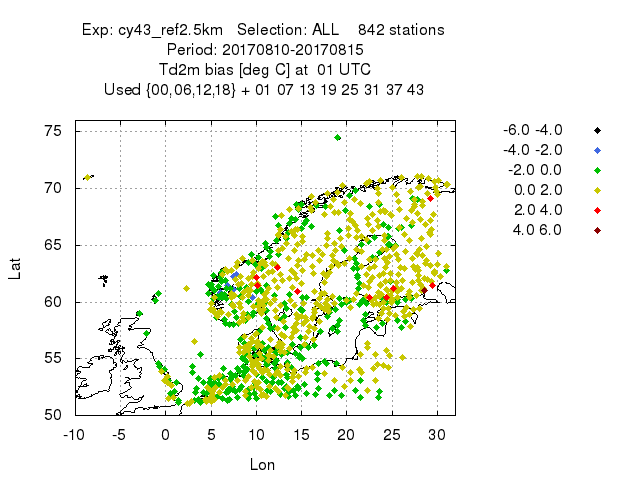 Exp: cy43_ref2.5km   Selection: ALL    842 stations
Period: 20170810-20170815
Td2m bias [deg C] at  01 UTC
Used {00,06,12,18} + 01 07 13 19 25 31 37 43
-6.0 -4.0
-4.0 -2.0
-2.0 0.0
0.0 2.0
2.0 4.0
4.0 6.0
75
70
65
60
55
50
Lat
-10 -5 0 5 10 15 20 25 30
Lon